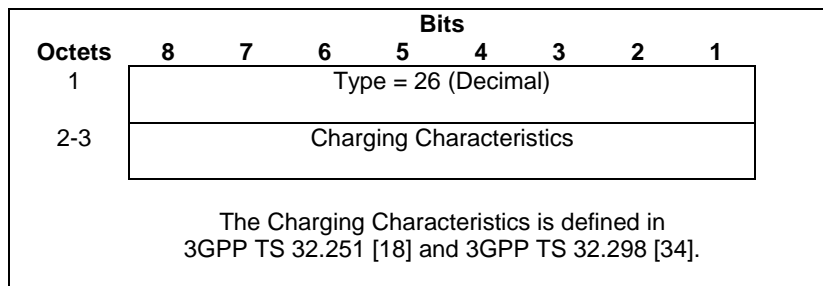 Bits
Octets 8 7 6 5 4 3 2 1
1 Type = 26 (Decimal)
2-3 Charging Characteristics
The Charging Characteristics is defined in
3GPP TS 32.251 [18] and 3GPP TS 32.298 [34].